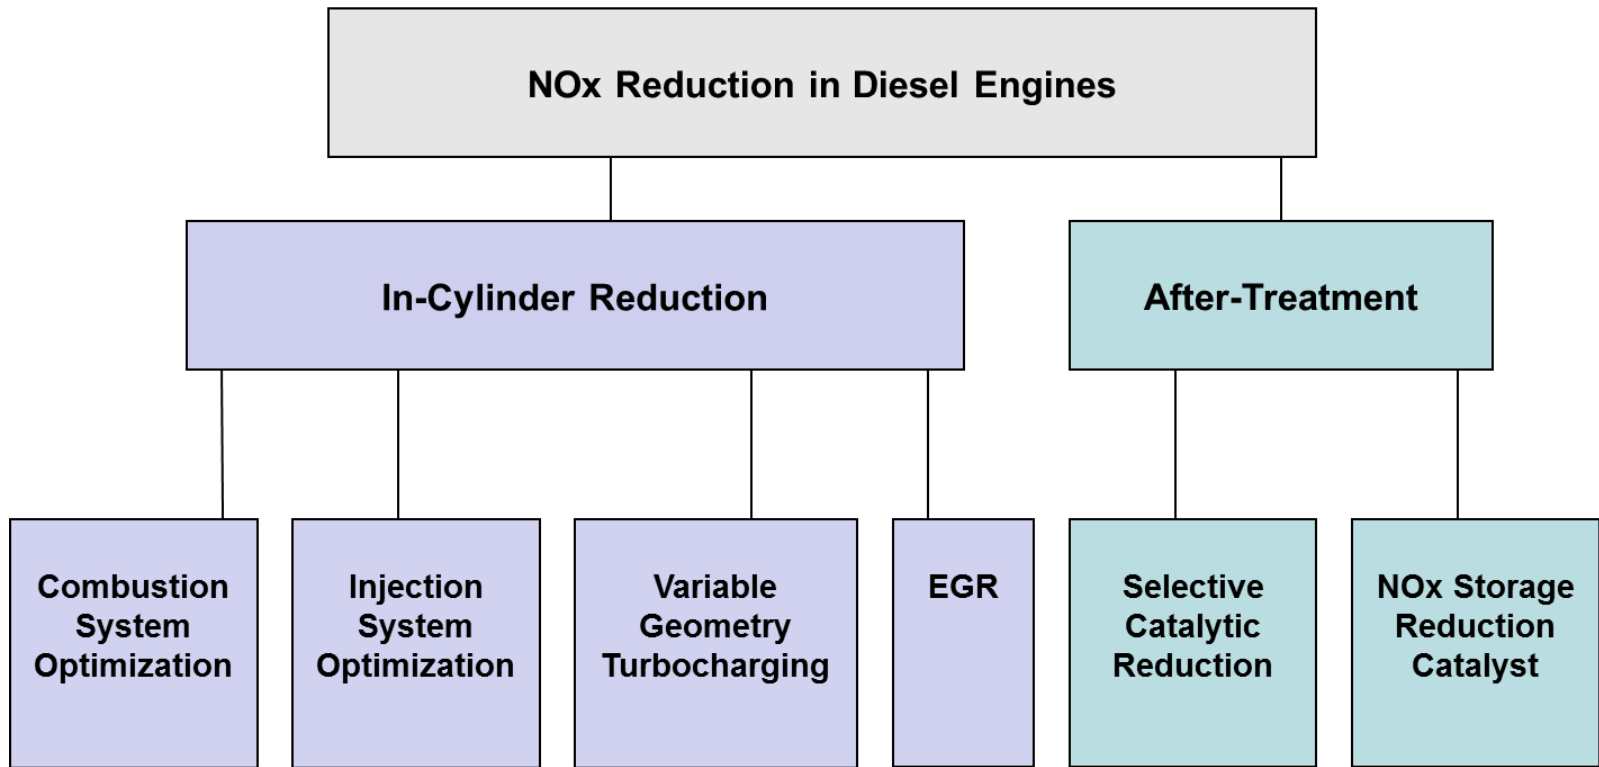 NOx Reduction in Diesel Engines
In-Cylinder Reduction
After-Treatment
Combustion
System
Optimization
Injection
System
Optimization
Variable
Geometry
Turbocharging
EGR
Selective
Catalytic
Reduction
NOx Storage
Reduction
Catalyst